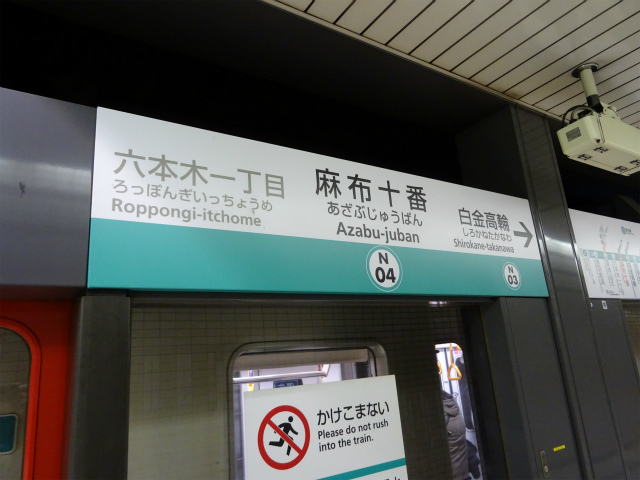 六本木一丁目
ろっぽんぎいっちょうめ
Roppongi-itchome
麻布十番
あざぶじゅうばん
Azabu-juban
N
04
白金高輪
しろかねたかなわ
Shirokane-takanawa
N
03
かけこまない
Please do not rush
into the train.